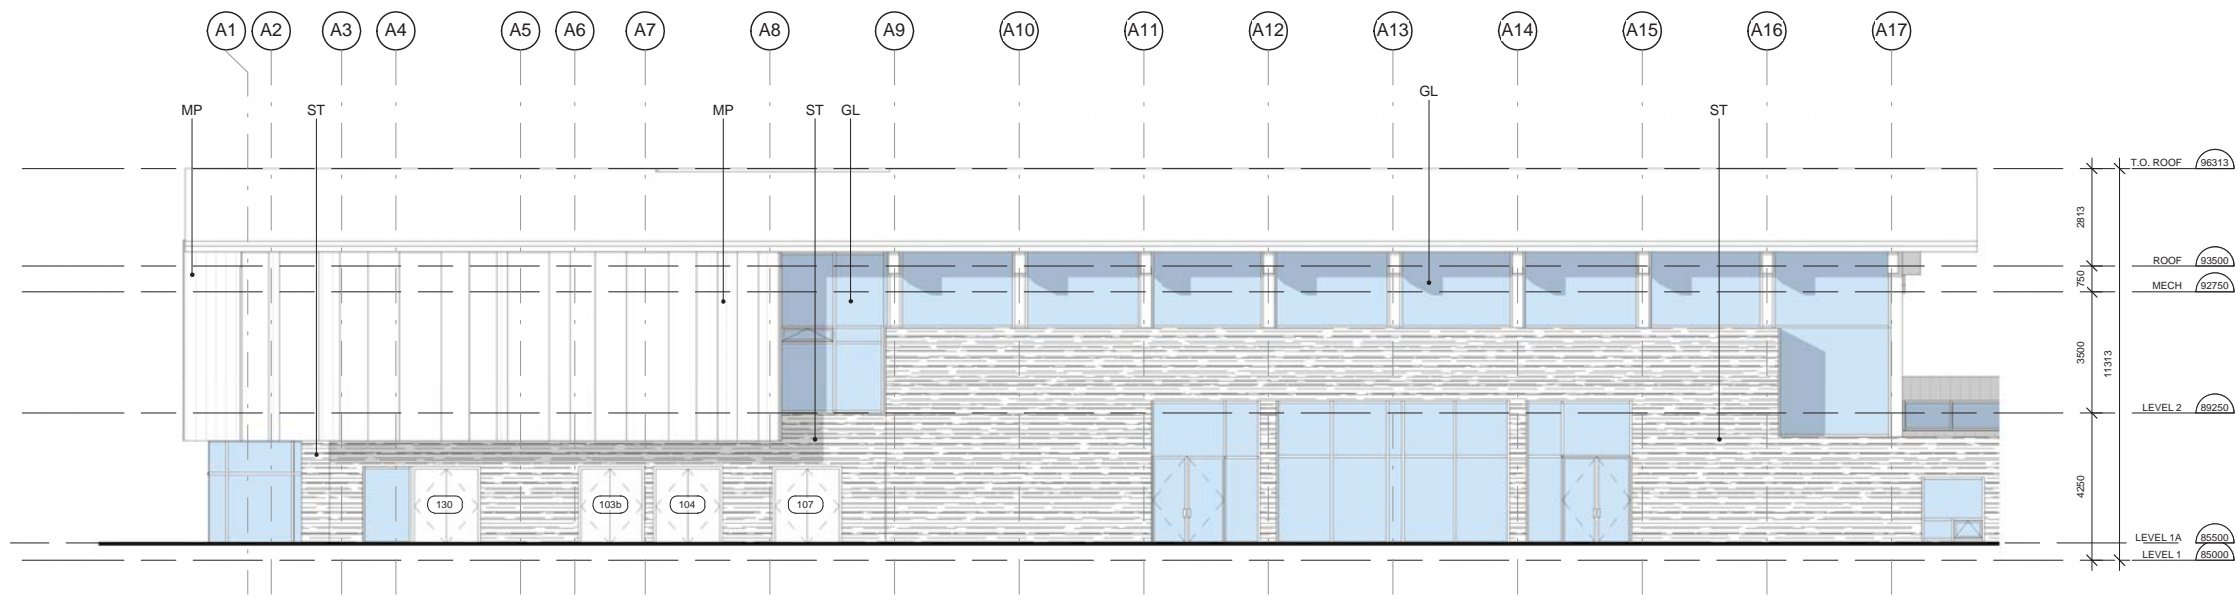 A1 A2 A3 A4 A5 A6 A7 A8 A9 A10 A11 A12 A13 A14 A15 A16 A17
GL
MP ST MP ST GL ST
T.O. ROOF 96313
2813
ROOF 93500
750
MECH 92750
3500
11313
LEVEL 2 89250
4250
130 103b 104 107
LEVEL 1A 85500
LEVEL 1 85000